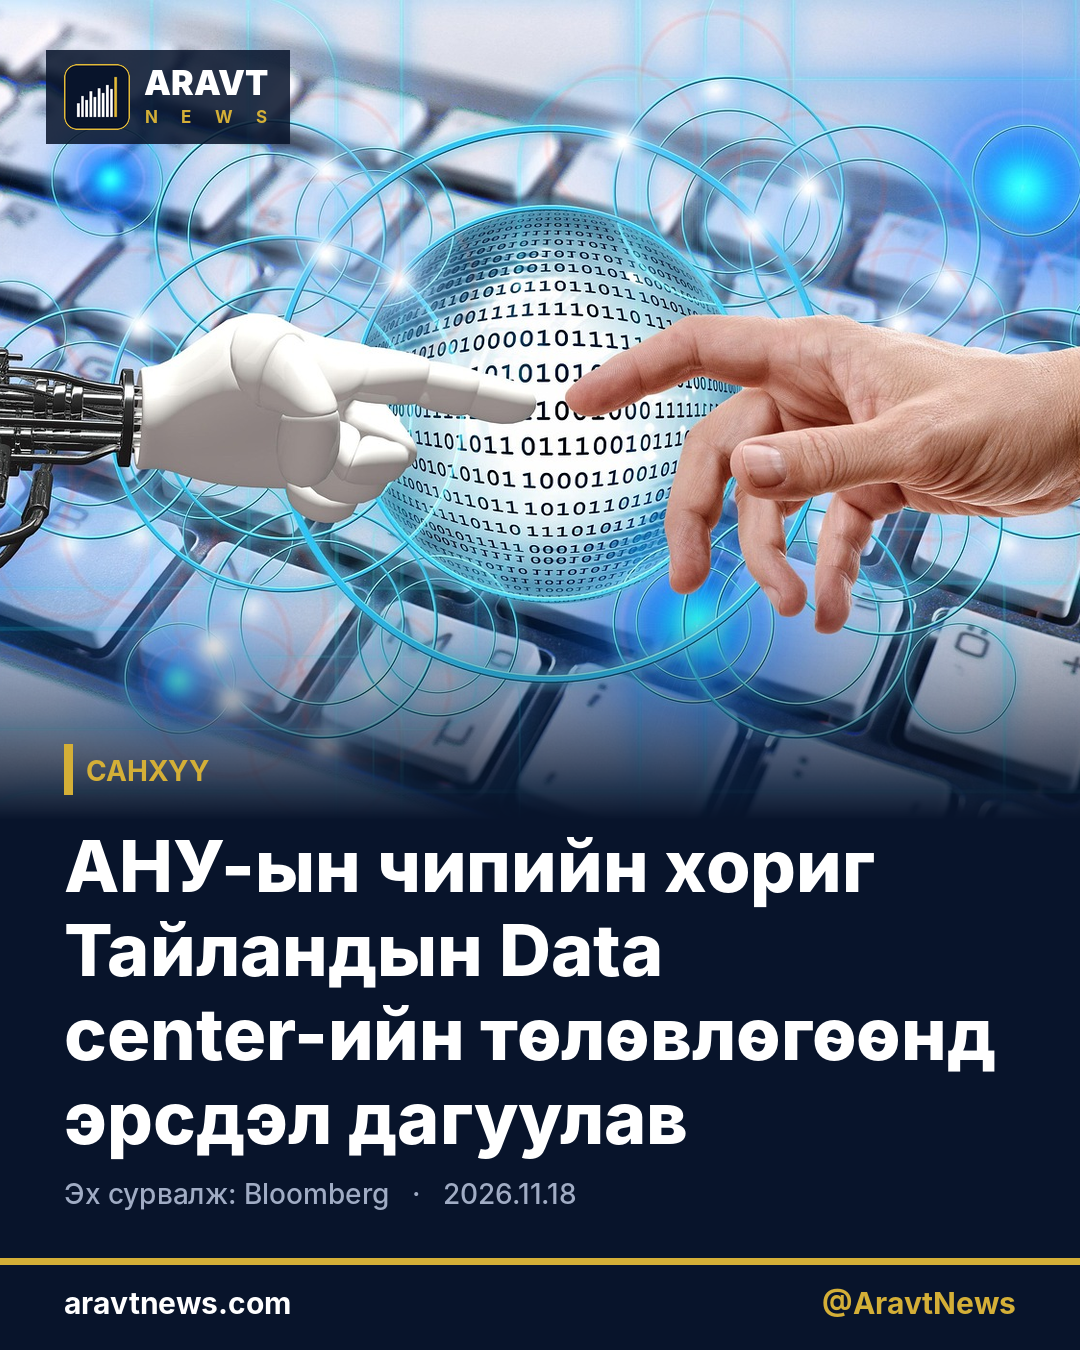 ARAVT
NEWS
САНХҮҮ
АНУ-ын чипийн хориг
Тайландын Data
center-ийн төлөвлөгөөнд
эрсдэл дагуулав
Эх сурвалж: Bloomberg · 2026.11.18
aravtnews.com
@AravtNews